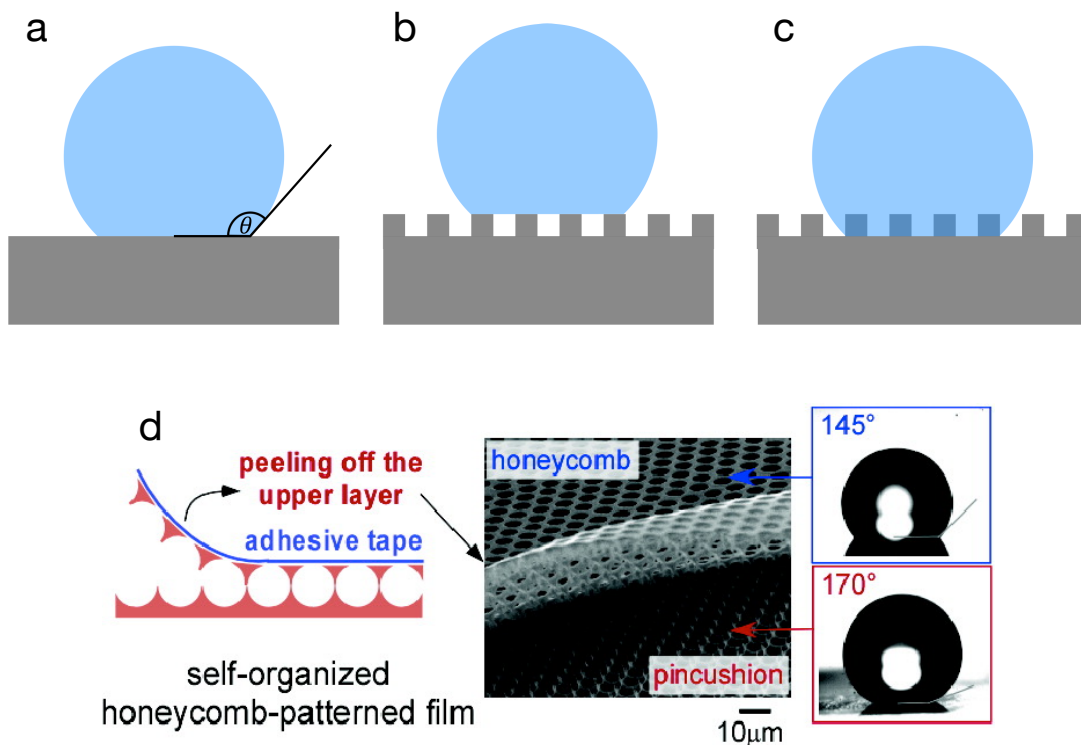 a
b
c
θ
d
peeling off the
upper layer
adhesive tape
self-organized
honeycomb-patterned film
honeycomb
pincushion
10μm
145°
170°